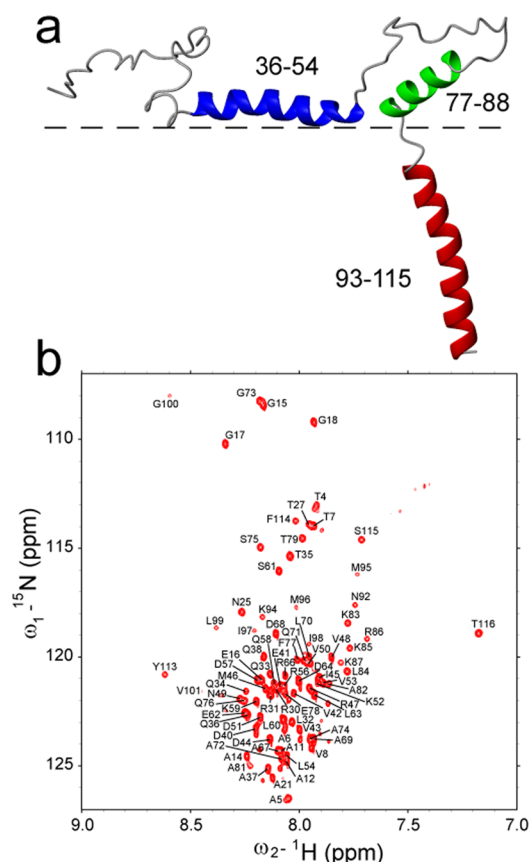 a
36-54
77-88
93-115
b
G100
G73
G15
G17
G18
110
T4
T27
T7
F114
S75
T79
T35
S115
115
S61
N25
K94
M96
M95
N92
K83
L99
I97
D68
Q71
L70
I98
V48
R86
T116
Q58
E41
V50
K85
Q38
Y113
D57
Q33
R66
R56
D64
I45
K87
L84
M46
V53
A82
V101
N49
Q76
K59
R31
R30
E78
V42
L63
R47
K52
E62
D51
L60
L32
V43
A74
D40
D44
A6
A69
A72
A67
A11
V8
A14
A81
L54
A12
A37
A21
A5
E16
Q34
F77
Q36
120
125
9.0
8.5
8.0
7.5
7.0
ω1 - 15N (ppm)
ω2 - 1H (ppm)